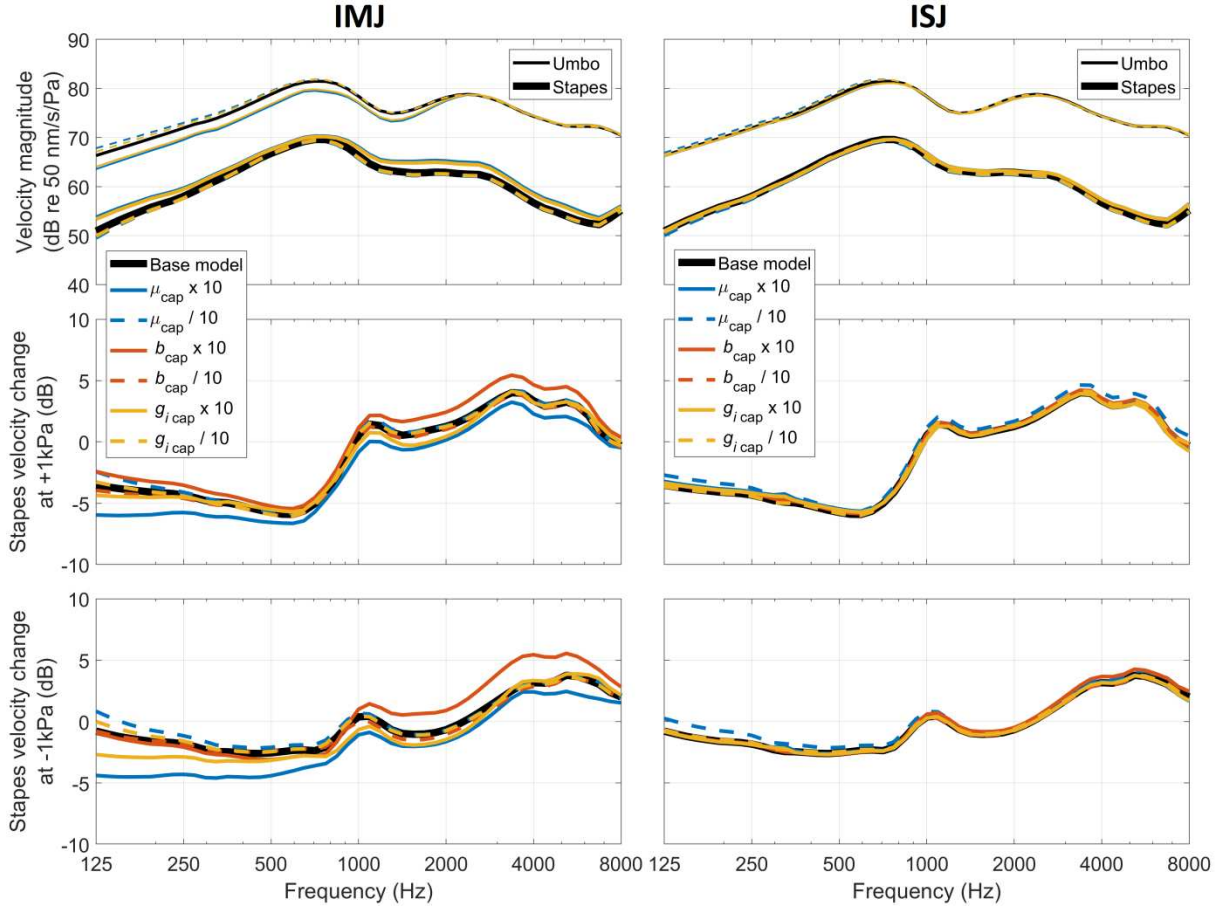 IMJ
ISJ
Velocity magnitude
(dB re 50 nm/s/Pa)
90
80
70
60
50
40
Umbo
Stapes
Umbo
Stapes
Base model
μcap x 10
μcap / 10
bcap x 10
bcap / 10
gi cap x 10
gi cap / 10
Base model
μcap x 10
μcap / 10
bcap x 10
bcap / 10
gi cap x 10
gi cap / 10
Stapes velocity change
at +1kPa (dB)
10
5
0
-5
-10
Stapes velocity change
at -1kPa (dB)
10
5
0
-5
-10
125 250 500 1000 2000 4000 8000
Frequency (Hz)
125 250 500 1000 2000 4000 8000
Frequency (Hz)